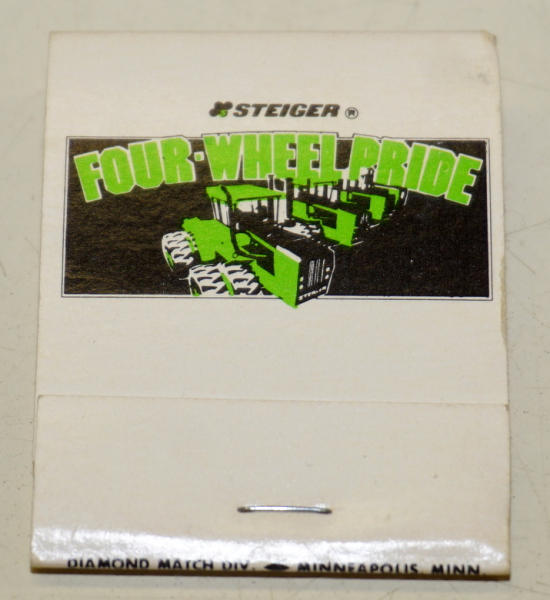 STEIGER ®
FOUR-WHEEL PRIDE
DIAMOND MATCH DIV. MINNEAPOLIS, MINN.